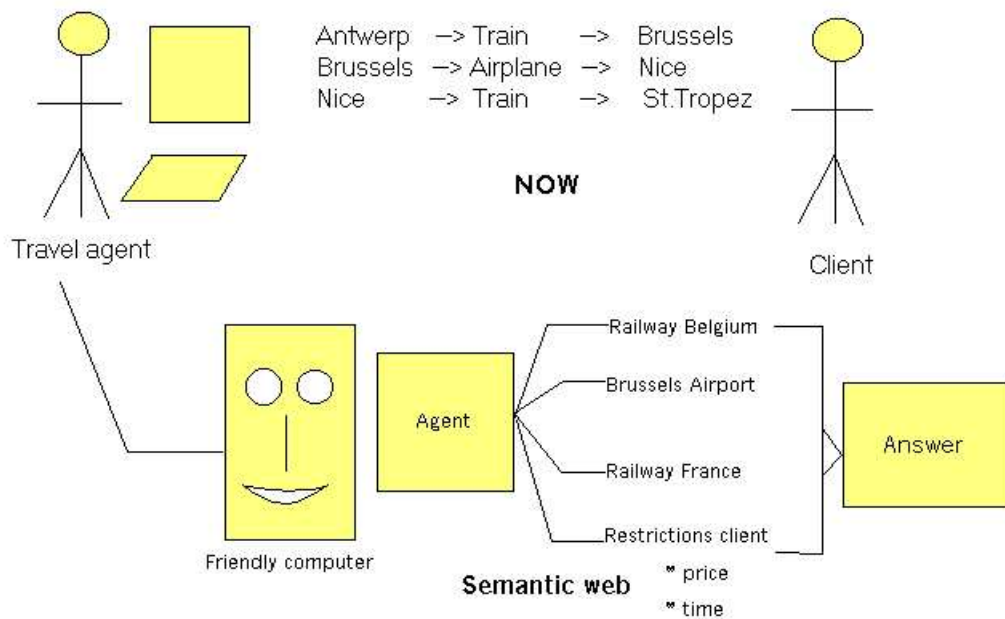 Antwerp —> Train —> Brussels
Brussels —> Airplane —> Nice
Nice —> Train —> St.Tropez
NOW
Travel agent
Client
Railway Belgium
Brussels Airport
Agent
Answer
Railway France
Restrictions client
Friendly computer
Semantic web
" price
" time